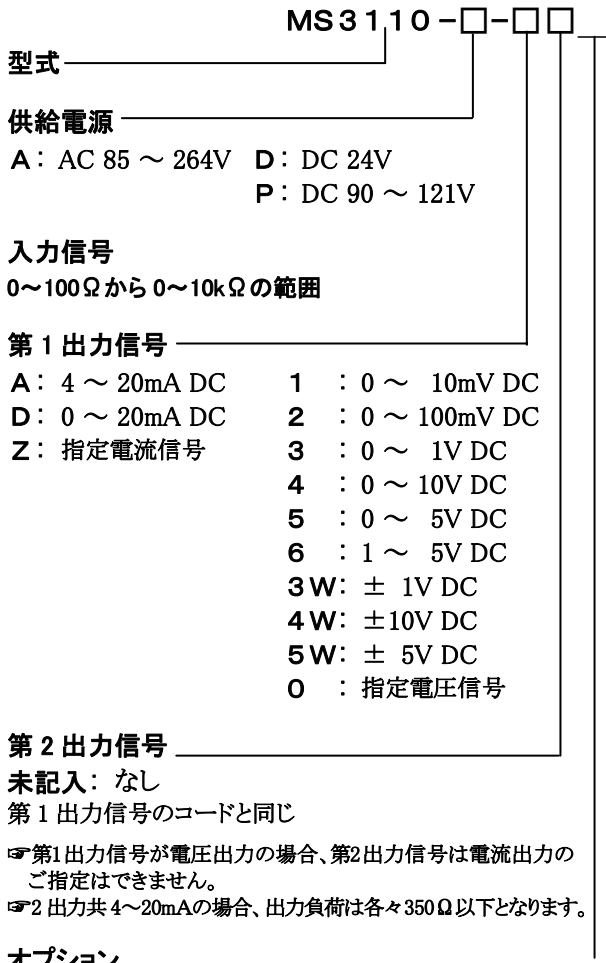 MS3110-□-□□
型式
供給電源
A: AC 85 ～ 264V D: DC 24V
P: DC 90 ～ 121V
入力信号
0～100Ωから0～10kΩの範囲
第1出力信号
A: 4 ～ 20mA DC 1 : 0 ～ 10mV DC
D: 0 ～ 20mA DC 2 : 0 ～ 100mV DC
Z: 指定電流信号 3 : 0 ～ 1V DC
4 : 0 ～ 10V DC
5 : 0 ～ 5V DC
6 : 1 ～ 5V DC
3W: ± 1V DC
4W: ±10V DC
5W: ± 5V DC
0 : 指定電圧信号
第2出力信号
未記入: なし
第1出力信号のコードと同じ
☞第1出力信号が電圧出力の場合、第2出力信号は電流出力の
ご指定はできません。
☞2出力共4～20mAの場合、出力負荷は各々350Ω以下となります。
オプション